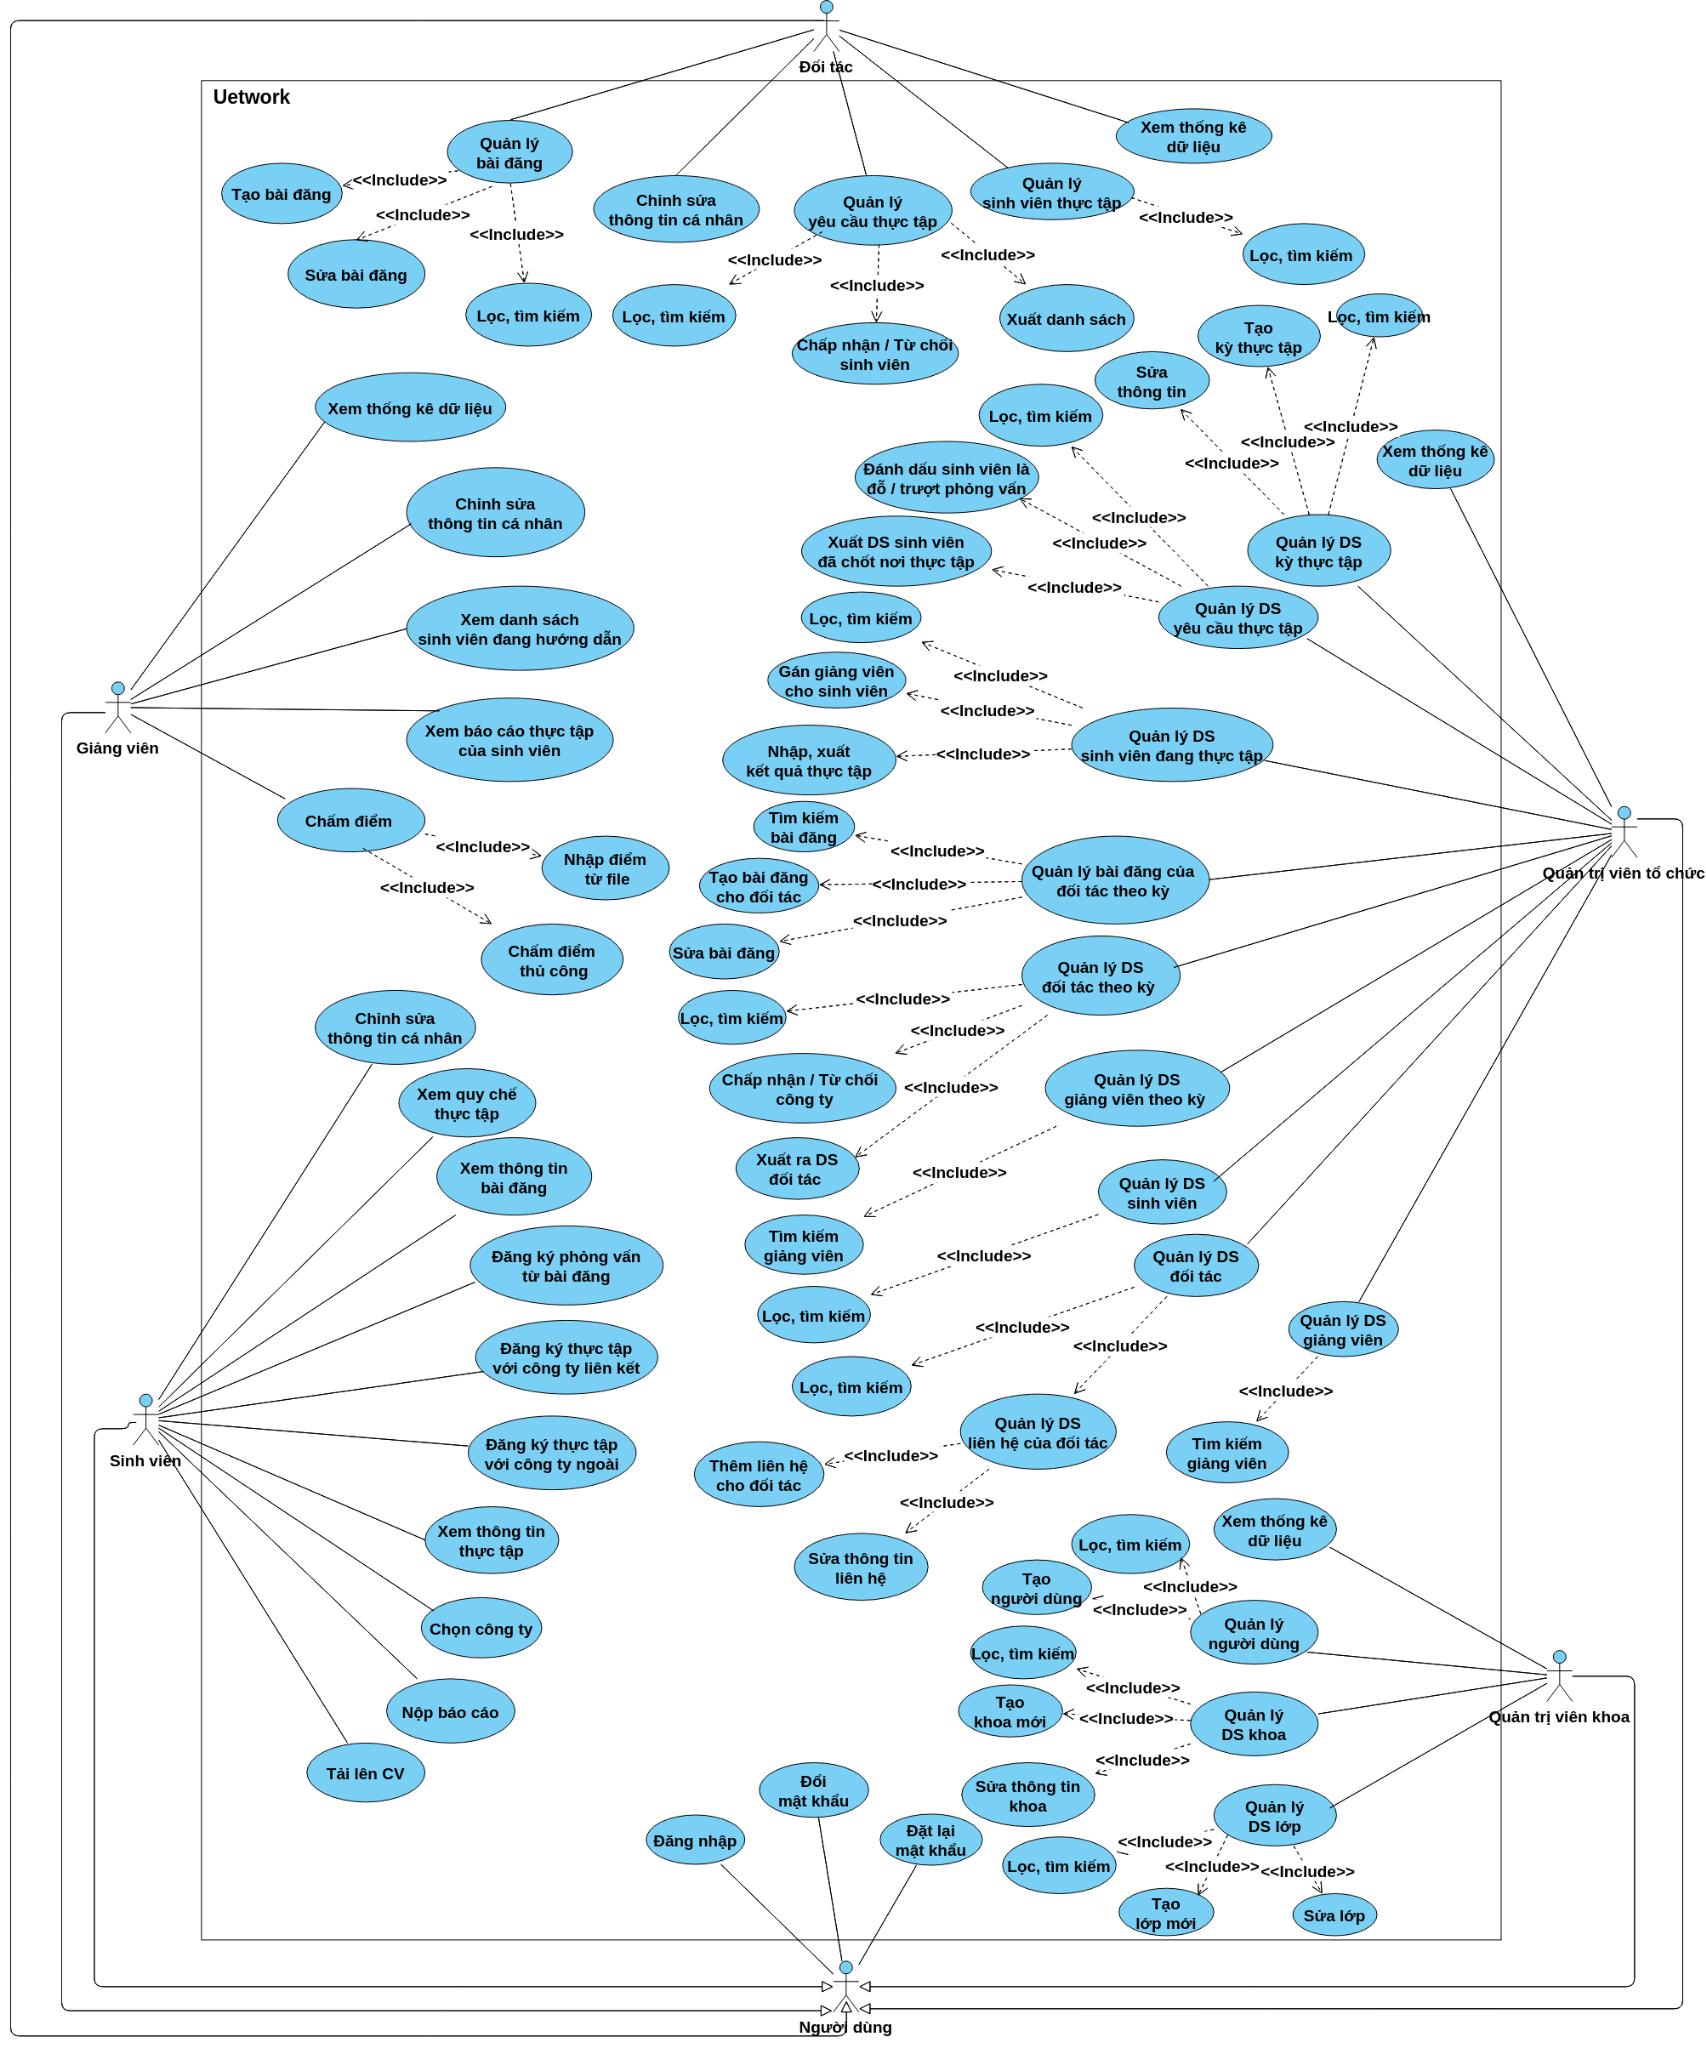 Đối tác
Uetwork
Xem thống kê
dữ liệu
Quản lý
bài đăng
<<Include>>
Tạo bài đăng
<<Include>>
Sửa bài đăng
<<Include>>
Lọc, tìm kiếm
Chỉnh sửa
thông tin cá nhân
Quản lý
yêu cầu thực tập
<<Include>>
Lọc, tìm kiếm
<<Include>>
Chấp nhận / Từ chối
sinh viên
<<Include>>
Xuất danh sách
Quản lý
sinh viên thực tập
<<Include>>
Lọc, tìm kiếm
Tạo
kỳ thực tập
Lọc, tìm kiếm
Sửa
thông tin
<<Include>>
<<Include>>
<<Include>>
Xem thống kê
dữ liệu
Quản lý DS
kỳ thực tập
Lọc, tìm kiếm
Đánh dấu sinh viên là
đỗ / trượt phỏng vấn
<<Include>>
<<Include>>
Xuất DS sinh viên
đã chốt nơi thực tập
<<Include>>
Quản lý DS
yêu cầu thực tập
Lọc, tìm kiếm
<<Include>>
Gán giảng viên
cho sinh viên
<<Include>>
Nhập, xuất
kết quả thực tập
<<Include>>
Quản lý DS
sinh viên đang thực tập
Xem thống kê dữ liệu
Chỉnh sửa
thông tin cá nhân
Xem danh sách
sinh viên đang hướng dẫn
Xem báo cáo thực tập
của sinh viên
Giảng viên
Chấm điểm
<<Include>>
Nhập điểm
từ file
<<Include>>
Chấm điểm
thủ công
Tìm kiếm
bài đăng
<<Include>>
Tạo bài đăng
cho đối tác
<<Include>>
<<Include>>
Sửa bài đăng
Quản lý bài đăng của
đối tác theo kỳ
Quản trị viên tổ chức
Quản lý DS
đối tác theo kỳ
<<Include>>
Lọc, tìm kiếm
<<Include>>
Chấp nhận / Từ chối
công ty
<<Include>>
Xuất ra DS
đối tác
Quản lý DS
giảng viên theo kỳ
<<Include>>
Tìm kiếm
giảng viên
Quản lý DS
sinh viên
<<Include>>
Lọc, tìm kiếm
Quản lý DS
đối tác
<<Include>>
<<Include>>
Lọc, tìm kiếm
Quản lý DS
giảng viên
<<Include>>
Tìm kiếm
giảng viên
Quản lý DS
liên hệ của đối tác
<<Include>>
Thêm liên hệ
cho đối tác
<<Include>>
Sửa thông tin
liên hệ
Chỉnh sửa
thông tin cá nhân
Xem quy chế
thực tập
Xem thông tin
bài đăng
Đăng ký phỏng vấn
từ bài đăng
Đăng ký thực tập
với công ty liên kết
Sinh viên
Đăng ký thực tập
với công ty ngoài
Xem thông tin
thực tập
Chọn công ty
Nộp báo cáo
Tải lên CV
Xem thống kê
dữ liệu
Lọc, tìm kiếm
Tạo
người dùng
<<Include>>
<<Include>>
Quản lý
người dùng
Lọc, tìm kiếm
<<Include>>
Tạo
khoa mới
<<Include>>
Quản lý
DS khoa
Quản trị viên khoa
<<Include>>
Sửa thông tin
khoa
Quản lý
DS lớp
<<Include>>
Lọc, tìm kiếm
<<Include>>
<<Include>>
Tạo
lớp mới
Sửa lớp
Đổi
mật khẩu
Đăng nhập
Đặt lại
mật khẩu
Người dùng